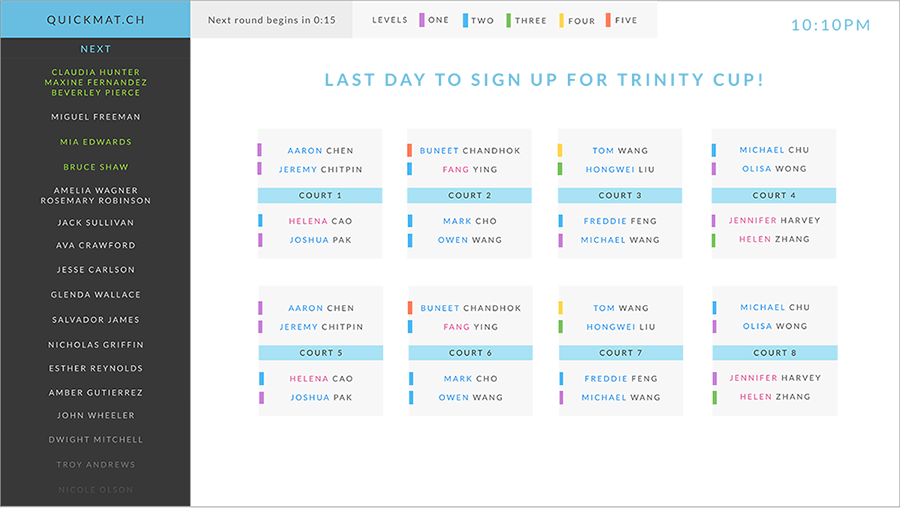 QUICKMAT.CH
Next round begins in 0:15
LEVELS ONE TWO THREE FOUR FIVE
10:10PM
NEXT
CLAUDIA HUNTER
MAXINE FERNANDEZ
BEVERLEY PIERCE
MIGUEL FREEMAN
MIA EDWARDS
BRUCE SHAW
AMELIA WAGNER
ROSEMARY ROBINSON
JACK SULLIVAN
AVA CRAWFORD
JESSE CARLSON
GLENDA WALLACE
SALVADOR JAMES
NICHOLAS GRIFFIN
ESTHER REYNOLDS
AMBER GUTIERREZ
JOHN WHEELER
DWIGHT MITCHELL
TROY ANDREWS
NICOLE OLSON
LAST DAY TO SIGN UP FOR TRINITY CUP!
AARON CHEN
JEREMY CHITPIN
COURT 1
HELENA CAO
JOSHUA PAK
BUNEET CHANDHOK
FANG YING
COURT 2
MARK CHO
OWEN WANG
TOM WANG
HONGWEI LIU
COURT 3
FREDDIE FENG
MICHAEL WANG
MICHAEL CHU
OLISA WONG
COURT 4
JENNIFER HARVEY
HELEN ZHANG
AARON CHEN
JEREMY CHITPIN
COURT 5
HELENA CAO
JOSHUA PAK
BUNEET CHANDHOK
FANG YING
COURT 6
MARK CHO
OWEN WANG
TOM WANG
HONGWEI LIU
COURT 7
FREDDIE FENG
MICHAEL WANG
MICHAEL CHU
OLISA WONG
COURT 8
JENNIFER HARVEY
HELEN ZHANG